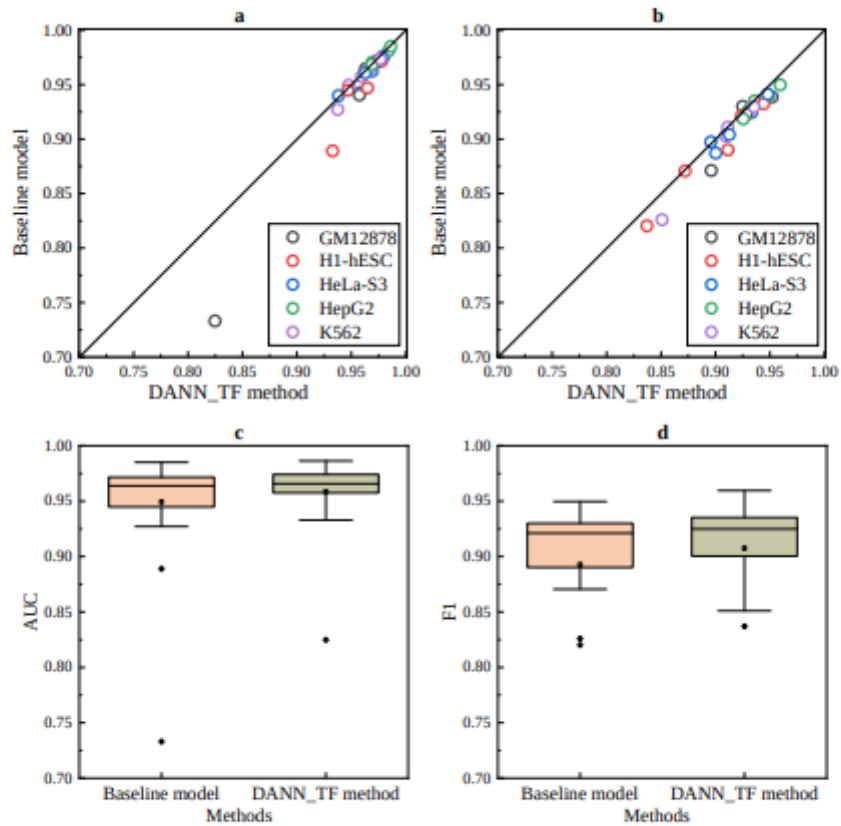 a
1.00
0.95
0.90
0.85
0.80
0.75
0.70
Baseline model
GM12878
H1-hESC
HeLa-S3
HepG2
K562
0.70 0.75 0.80 0.85 0.90 0.95 1.00
DANN_TF method
b
1.00
0.95
0.90
0.85
0.80
0.75
0.70
Baseline model
GM12878
H1-hESC
HeLa-S3
HepG2
K562
0.70 0.75 0.80 0.85 0.90 0.95 1.00
DANN_TF method
c
1.00
0.95
0.90
0.85
0.80
0.75
0.70
AUC
Baseline model DANN_TF method
Methods
d
1.00
0.95
0.90
0.85
0.80
0.75
0.70
F1
Baseline model DANN_TF method
Methods